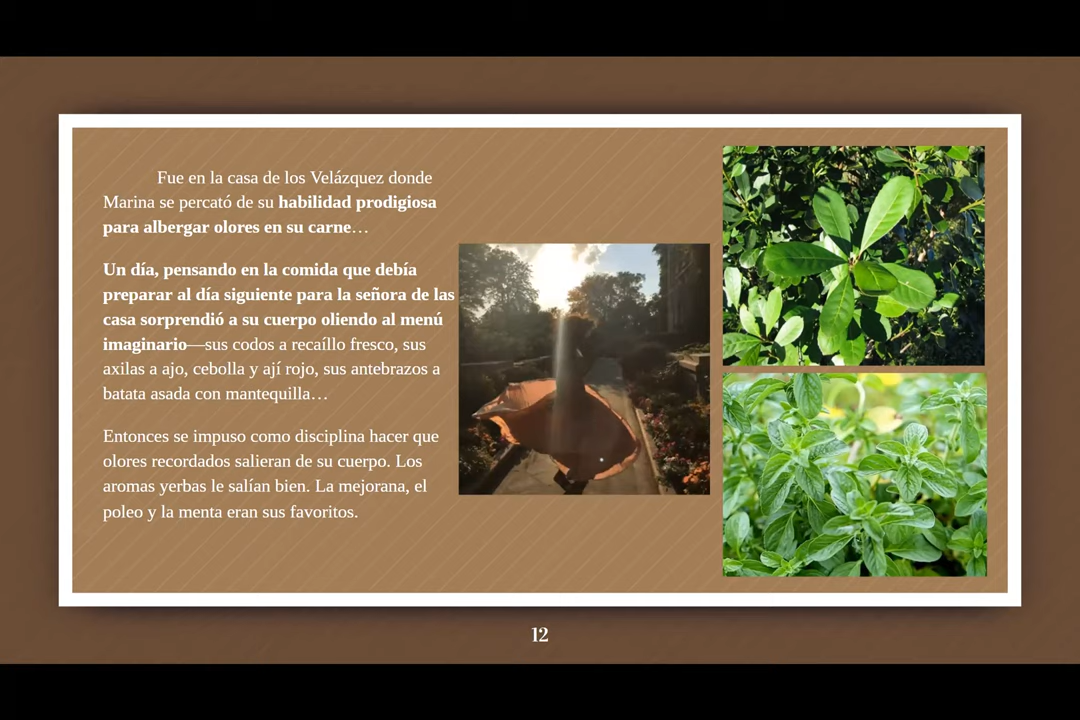 Fue en la casa de los Velázquez donde
Marina se percató de su habilidad prodigiosa
para albergar olores en su carne…
Un día, pensando en la comida que debía
preparar al día siguiente para la señora de las
casa sorprendió a su cuerpo oliendo al menú
imaginario—sus codos a recaíllo fresco, sus
axilas a ajo, cebolla y ají rojo, sus antebrazos a
batata asada con mantequilla…
Entonces se impuso como disciplina hacer que
olores recordados salieran de su cuerpo. Los
aromas yerbas le salían bien. La mejorana, el
poleo y la menta eran sus favoritos.
12